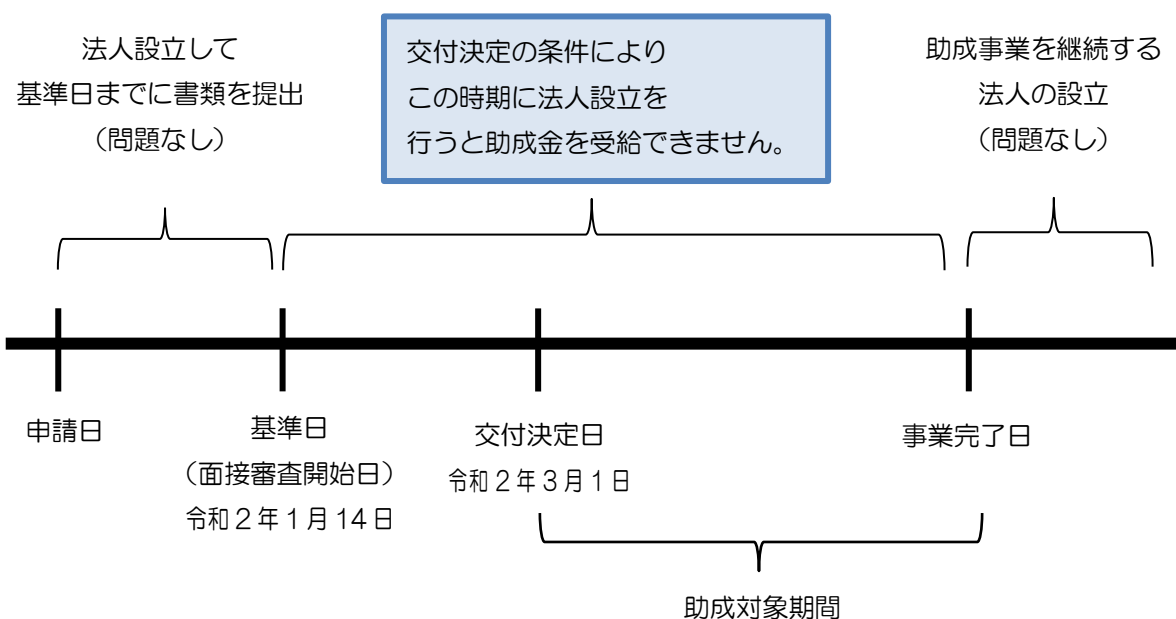 法人設立して
基準日までに書類を提出
（問題なし）
交付決定の条件により
この時期に法人設立を
行うと助成金を受給できません。
助成事業を継続する
法人の設立
（問題なし）
申請日
基準日
（面接審査開始日）
令和２年１月14日
交付決定日
令和２年３月１日
事業完了日
助成対象期間